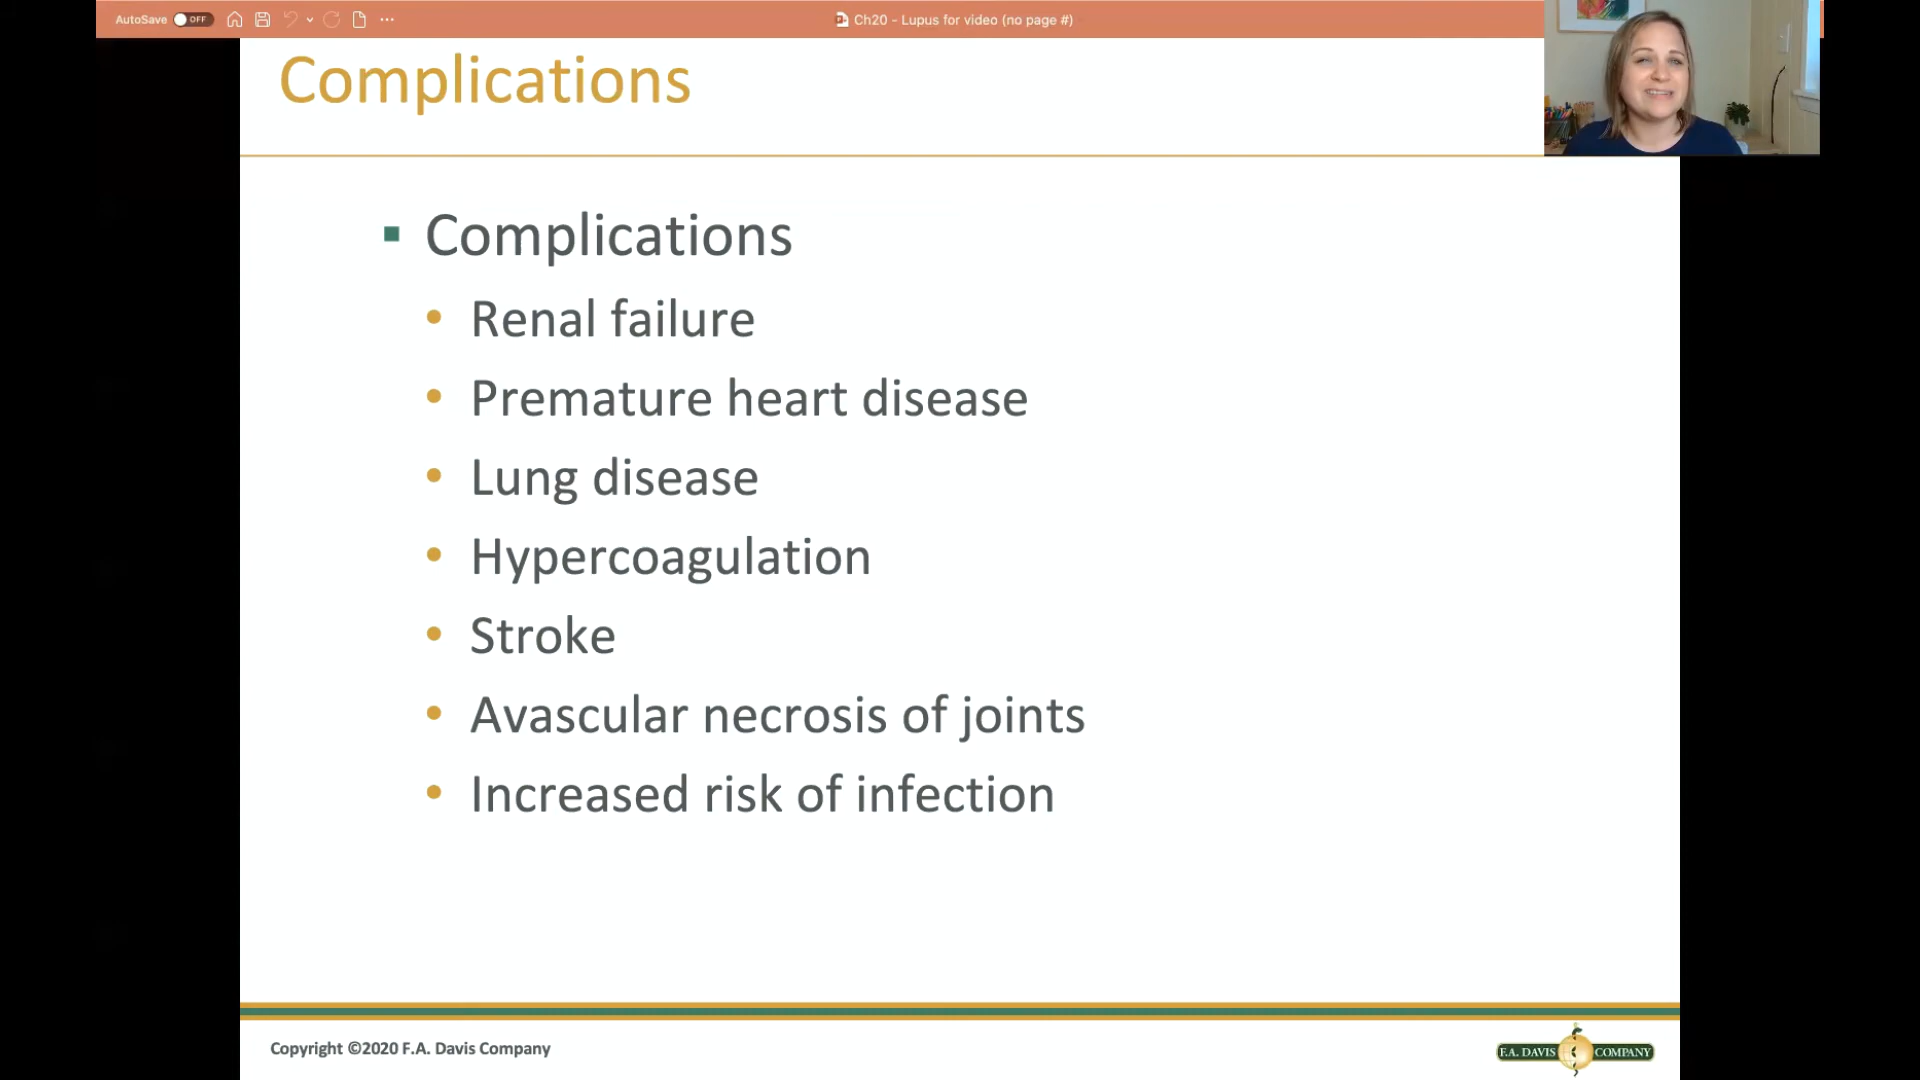 AutoSave OFF
Ch20 - Lupus for video (no page #)
Complications
Complications
Renal failure
Premature heart disease
Lung disease
Hypercoagulation
Stroke
Avascular necrosis of joints
Increased risk of infection
Copyright ©2020 F.A. Davis Company
F.A. DAVIS COMPANY